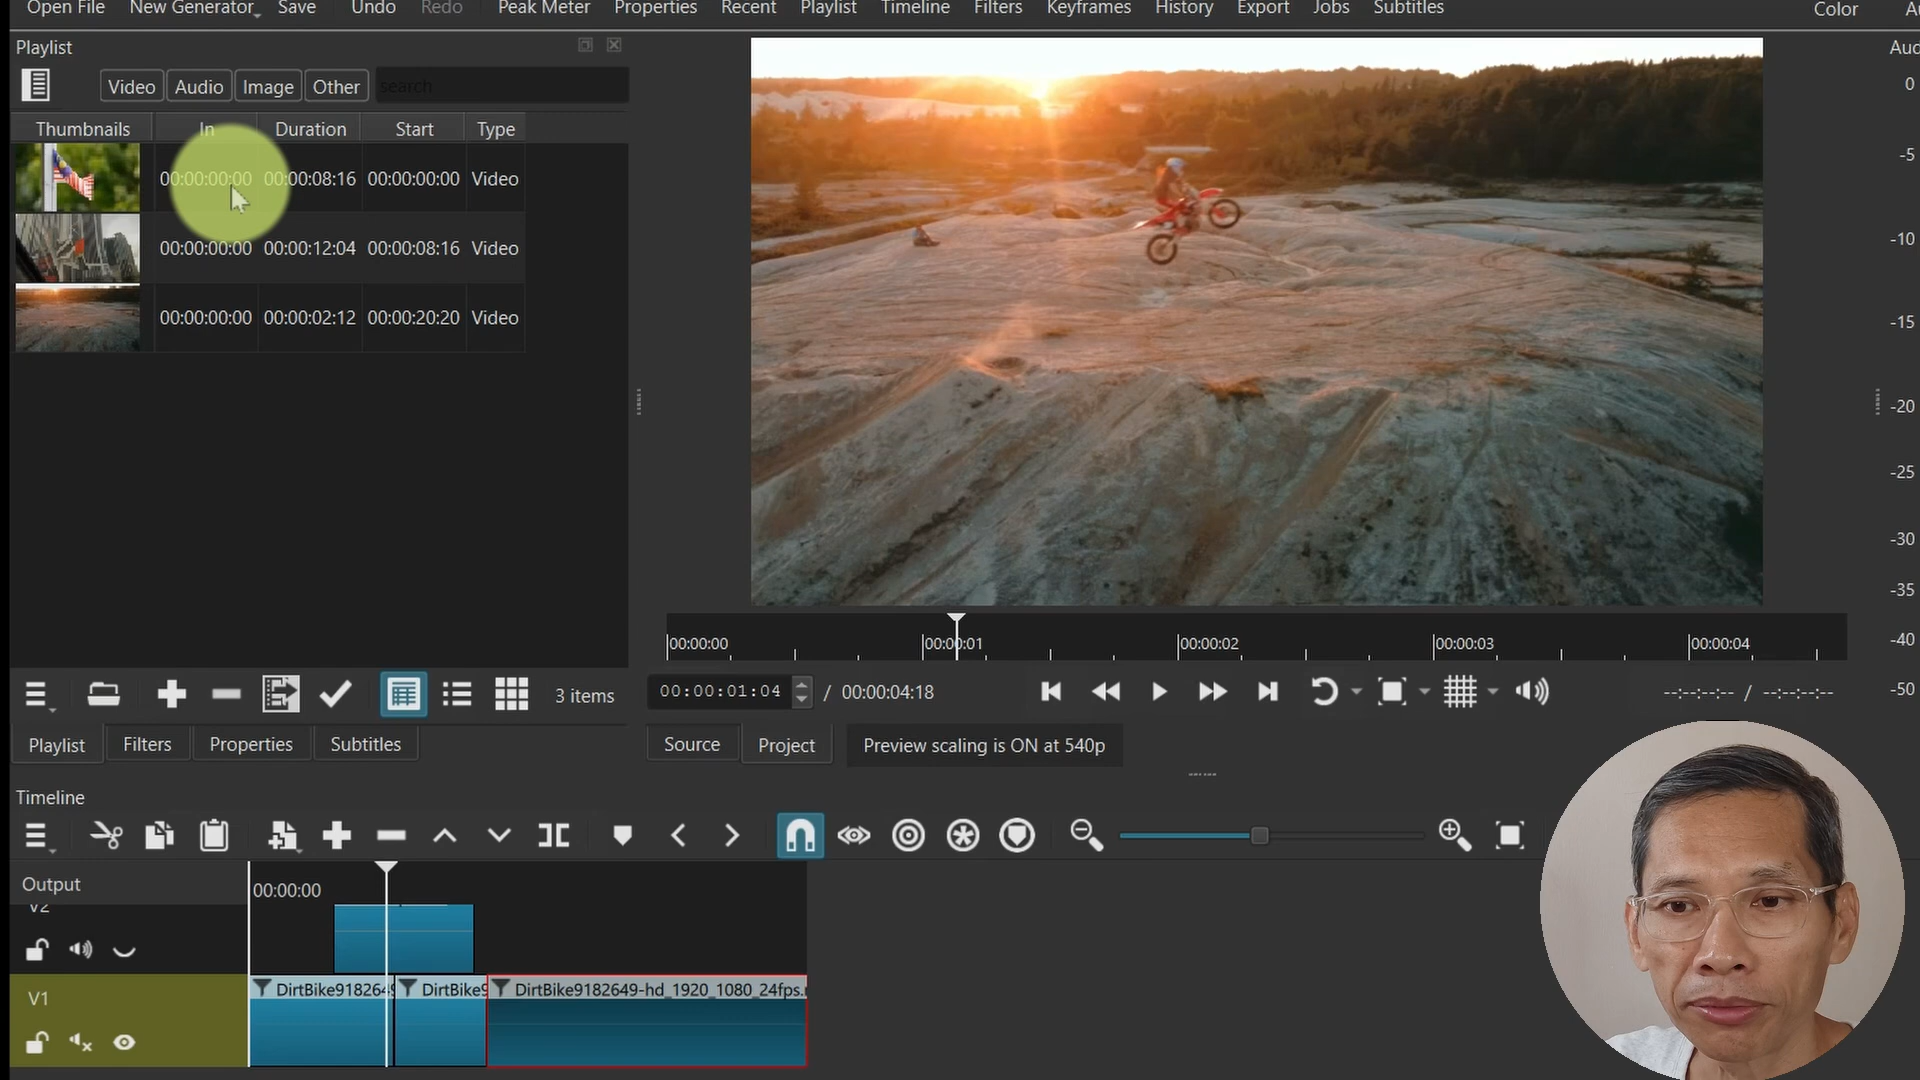 Open File New Generator Save Undo Redo Peak Meter Properties Recent Playlist Timeline Filters Keyframes History Export Jobs Subtitles Color
Playlist
Video Audio Image Other search
Thumbnails In Duration Start Type
00:00:00:00 00:00:08:16 00:00:00:00 Video
00:00:00:00 00:00:12:04 00:00:08:16 Video
00:00:00:00 00:00:02:12 00:00:20:20 Video
3 items
Playlist Filters Properties Subtitles
Aud
0
-5
-10
-15
-20
-25
-30
-35
-40
-50
00:00:00 00:00:01 00:00:02 00:00:03 00:00:04
00:00:01:04 / 00:00:04:18 --:--:--:-- / --:--:--:--
Source Project Preview scaling is ON at 540p
Timeline
Output 00:00:00
V2
V1
DirtBike918264 DirtBike9 DirtBike9182649-hd_1920_1080_24fps.